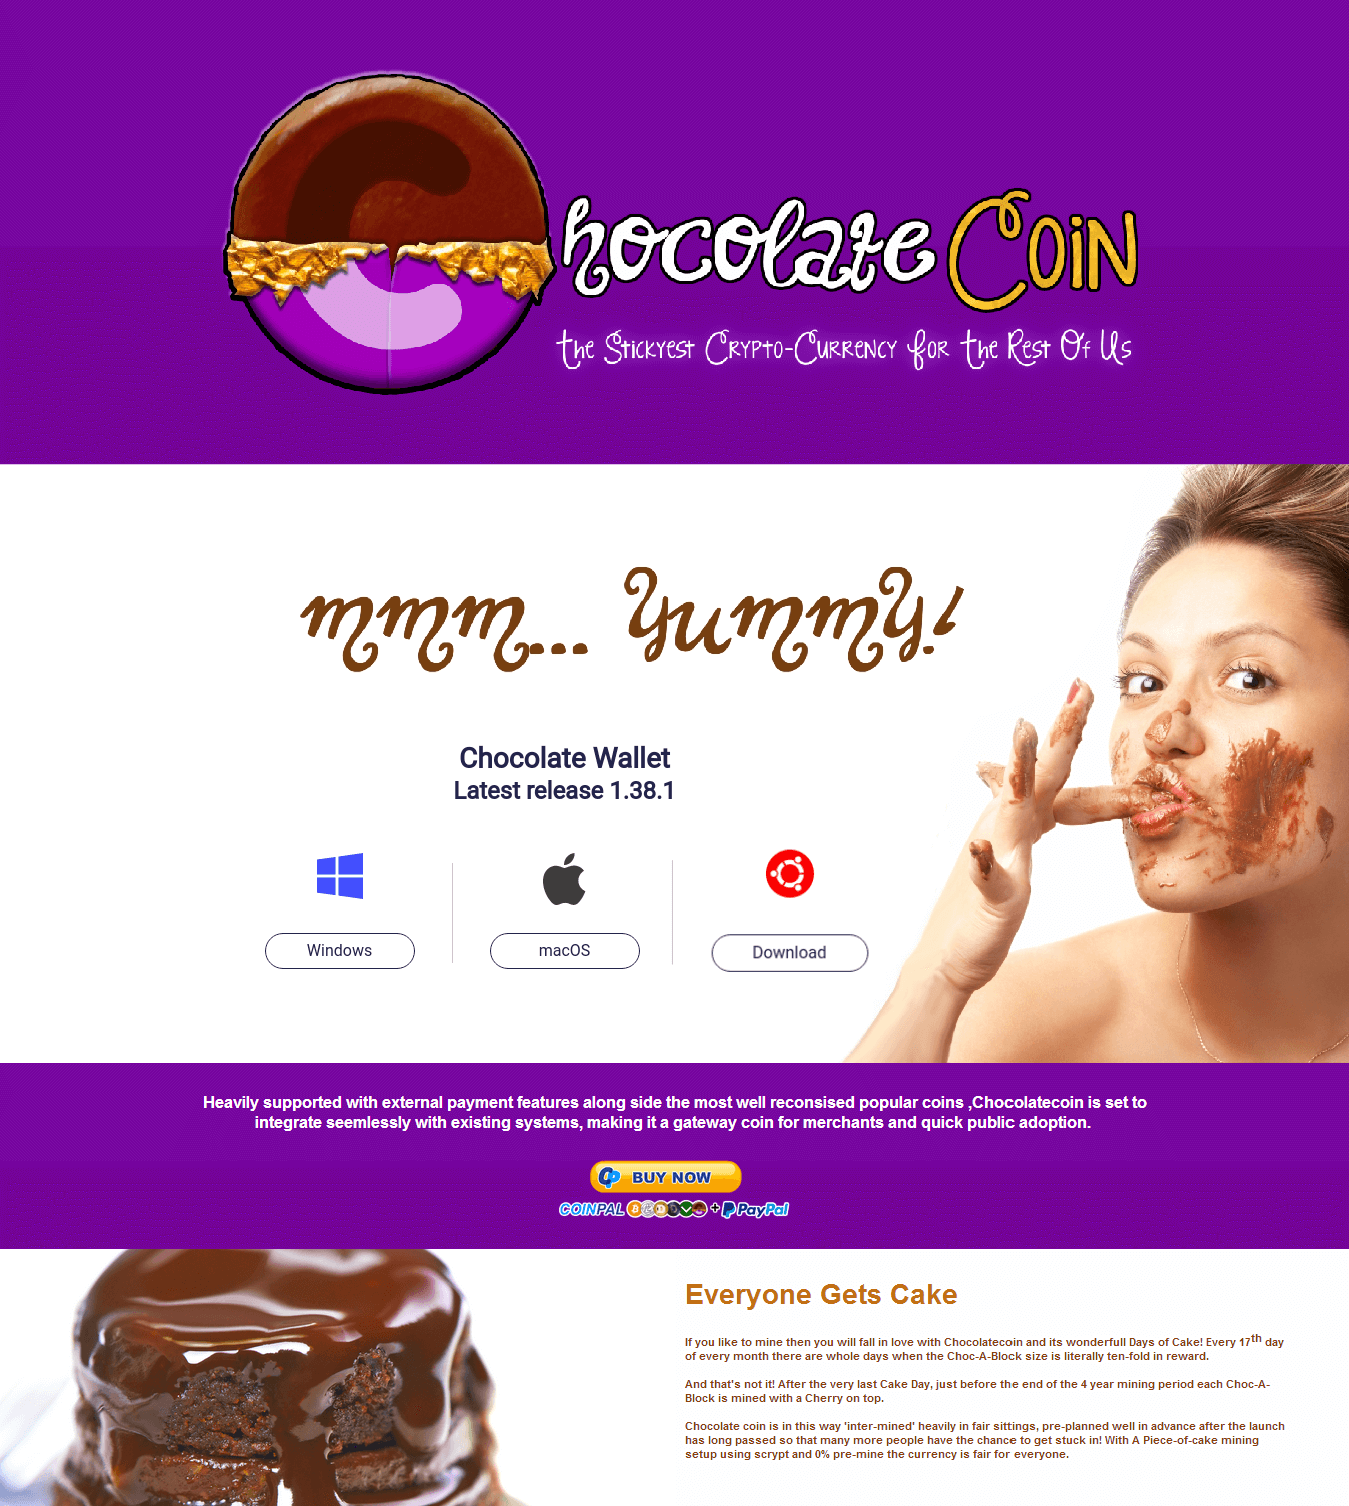 Chocolate Coin
the Stickyest Crypto-Currency for the Rest Of Us
mmm... Yummy!
Chocolate Wallet
Latest release 1.38.1
Windows
macOS
Download
Heavily supported with external payment features along side the most well reconsised popular coins ,Chocolatecoin is set to
integrate seemlessly with existing systems, making it a gateway coin for merchants and quick public adoption.
BUY NOW
COINPAL + PayPal
Everyone Gets Cake
If you like to mine then you will fall in love with Chocolatecoin and its wonderfull Days of Cake! Every 17th day
of every month there are whole days when the Choc-A-Block size is literally ten-fold in reward.
And that's not it! After the very last Cake Day, just before the end of the 4 year mining period each Choc-A-
Block is mined with a Cherry on top.
Chocolate coin is in this way 'inter-mined' heavily in fair sittings, pre-planned well in advance after the launch
has long passed so that many more people have the chance to get stuck in! With A Piece-of-cake mining
setup using scrypt and 0% pre-mine the currency is fair for everyone.